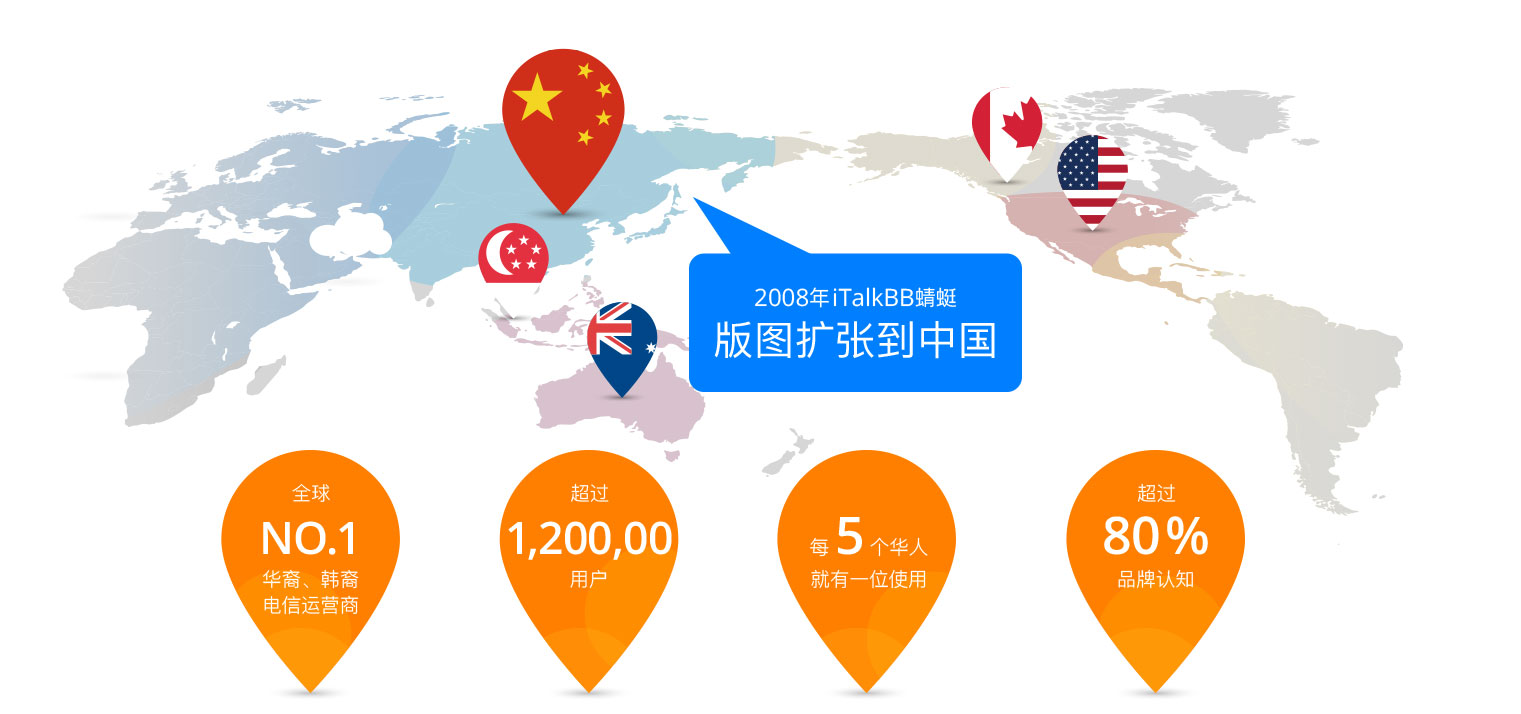 2008年iTalkBB蜻蜓
版图扩张到中国
全球
NO.1
华裔、韩裔
电信运营商
超过
1,200,00
用户
每 5 个华人
就有一位使用
超过
80%
品牌认知